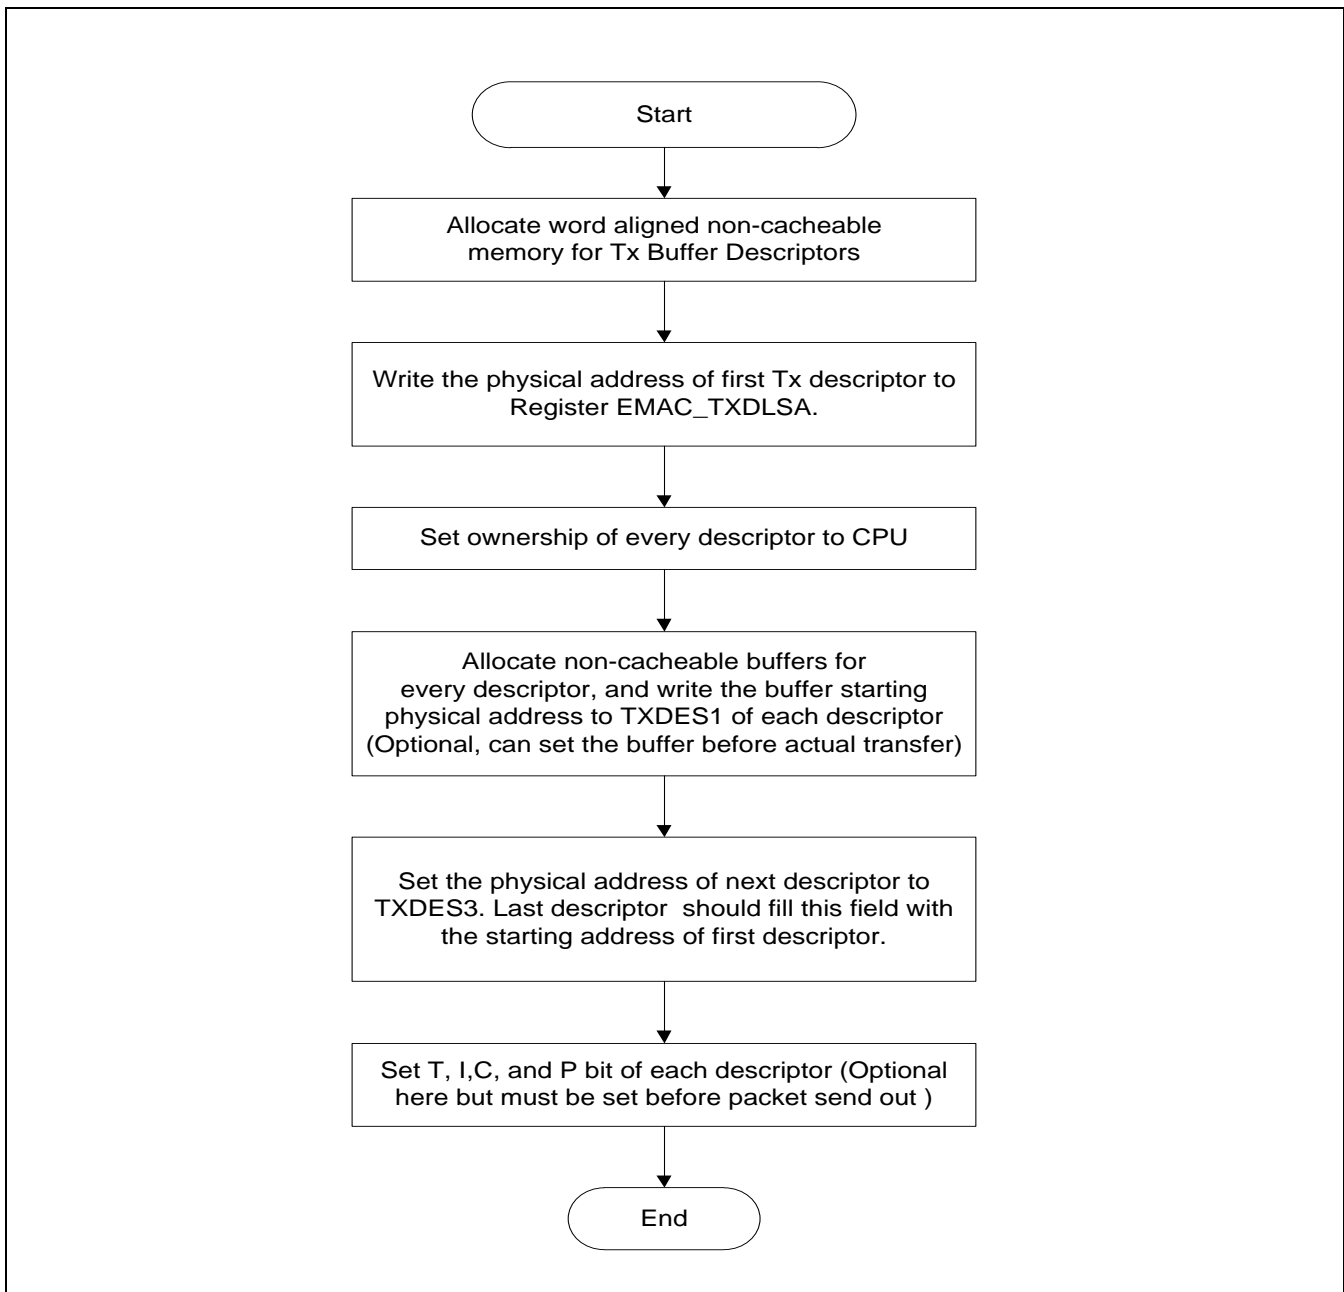 Start
Allocate word aligned non-cacheable
memory for Tx Buffer Descriptors
Write the physical address of first Tx descriptor to
Register EMAC_TXDLSA.
Set ownership of every descriptor to CPU
Allocate non-cacheable buffers for
every descriptor, and write the buffer starting
physical address to TXDES1 of each descriptor
(Optional, can set the buffer before actual transfer)
Set the physical address of next descriptor to
TXDES3. Last descriptor  should fill this field with
the starting address of first descriptor.
Set T, I,C, and P bit of each descriptor (Optional
here but must be set before packet send out )
End